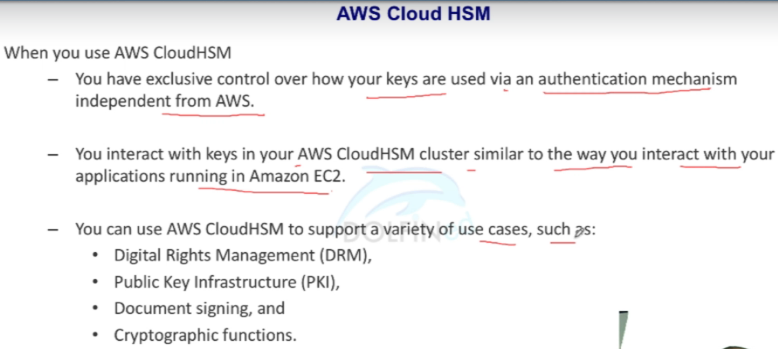 AWS Cloud HSM
When you use AWS CloudHSM
– You have exclusive control over how your keys are used via an authentication mechanism
independent from AWS.
– You interact with keys in your AWS CloudHSM cluster similar to the way you interact with your
applications running in Amazon EC2.
– You can use AWS CloudHSM to support a variety of use cases, such as:
• Digital Rights Management (DRM),
• Public Key Infrastructure (PKI),
• Document signing, and
• Cryptographic functions.